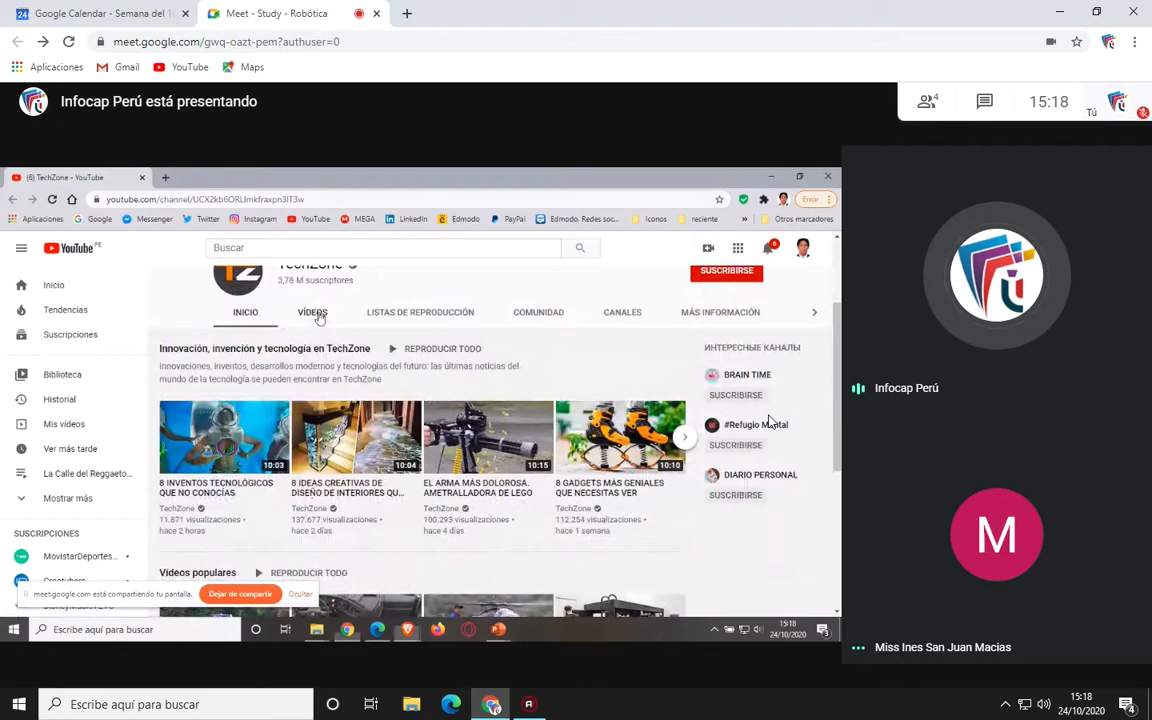 Google Calendar - Semana del 1
Meet - Study - Robótica
meet.google.com/gwq-oazt-pem?authuser=0
Aplicaciones
Gmail
YouTube
Maps
Infocap Perú está presentando
4
15:18
Tú
(6) TechZone - YouTube
youtube.com/channel/UCX2kb6ORLImkfraxpn3IT3w
Error
Aplicaciones
Google
Messenger
Twitter
Instagram
YouTube
MEGA
LinkedIn
Edmodo
PayPal
Edmodo. Redes soc...
Iconos
reciente
»
Otros marcadores
YouTube PE
Buscar
6
Inicio
Tendencias
Suscripciones
Biblioteca
Historial
Mis vídeos
Ver más tarde
La Calle del Reggaeto...
Mostrar más
SUSCRIPCIONES
MovistarDeportes...
TechZone
3,78 M suscriptores
SUSCRIBIRSE
INICIO
VÍDEOS
LISTAS DE REPRODUCCIÓN
COMUNIDAD
CANALES
MÁS INFORMACIÓN
Innovación, invención y tecnología en TechZone
REPRODUCIR TODO
Innovaciones, inventos, desarrollos modernos y tecnologías del futuro: las últimas noticias del
mundo de la tecnología se pueden encontrar en TechZone
10:03
10:04
10:15
10:10
8 INVENTOS TECNOLÓGICOS
QUE NO CONOCÍAS
TechZone
11.871 visualizaciones •
hace 2 horas
8 IDEAS CREATIVAS DE
DISEÑO DE INTERIORES QU...
TechZone
137.677 visualizaciones •
hace 2 días
EL ARMA MÁS DOLOROSA.
AMETRALLADORA DE LEGO
TechZone
100.293 visualizaciones •
hace 4 días
8 GADGETS MÁS GENIALES
QUE NECESITAS VER
TechZone
112.254 visualizaciones •
hace 1 semana
ИНТЕРЕСНЫЕ КАНАЛЫ
BRAIN TIME
SUSCRIBIRSE
#Refugio Mental
SUSCRIBIRSE
DIARIO PERSONAL
SUSCRIBIRSE
Vídeos populares
REPRODUCIR TODO
meet.google.com está compartiendo tu pantalla.
Dejar de compartir
Ocultar
Escribe aquí para buscar
15:18
24/10/2020
3
Infocap Perú
M
Miss Ines San Juan Macias
Escribe aquí para buscar
15:18
24/10/2020
4